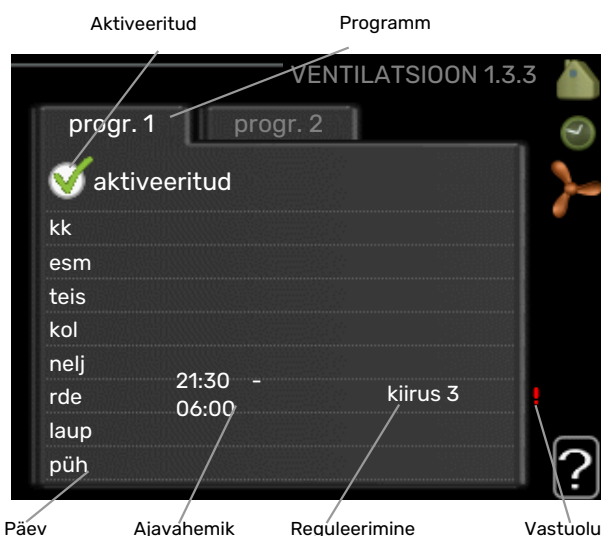 Aktiveeritud Programm
VENTILATSIOON 1.3.3
progr. 1 progr. 2
aktiveeritud
kk
esm
teis
kol
nelj
rde 21:30 - kiirus 3 !
06:00
laup
püh
?
Päev Ajavahemik Reguleerimine Vastuolu